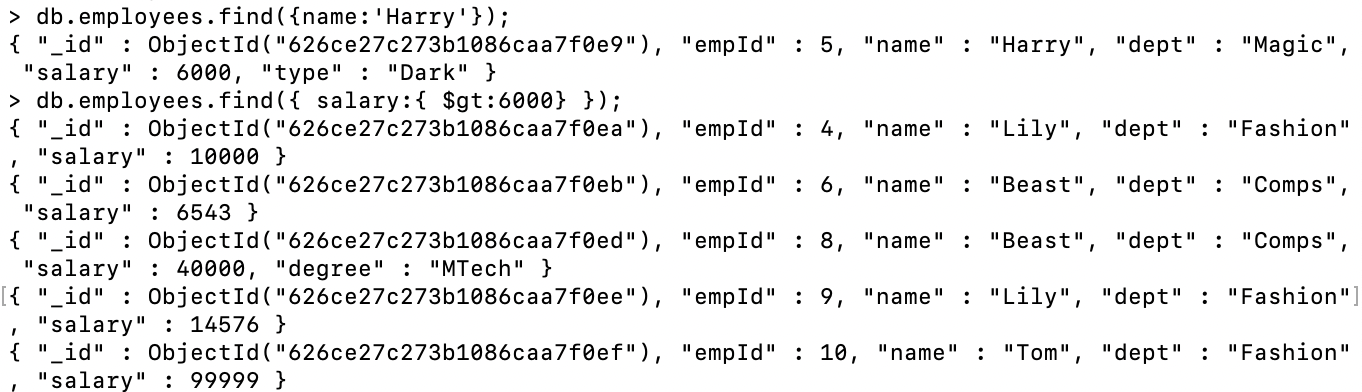 > db.employees.find({name:'Harry'});
{ "_id" : ObjectId("626ce27c273b1086caa7f0e9"), "empId" : 5, "name" : "Harry", "dept" : "Magic",
 "salary" : 6000, "type" : "Dark" }
> db.employees.find({ salary:{ $gt:6000} });
{ "_id" : ObjectId("626ce27c273b1086caa7f0ea"), "empId" : 4, "name" : "Lily", "dept" : "Fashion"
, "salary" : 10000 }
{ "_id" : ObjectId("626ce27c273b1086caa7f0eb"), "empId" : 6, "name" : "Beast", "dept" : "Comps",
 "salary" : 6543 }
{ "_id" : ObjectId("626ce27c273b1086caa7f0ed"), "empId" : 8, "name" : "Beast", "dept" : "Comps",
 "salary" : 40000, "degree" : "MTech" }
[{ "_id" : ObjectId("626ce27c273b1086caa7f0ee"), "empId" : 9, "name" : "Lily", "dept" : "Fashion"]
, "salary" : 14576 }
{ "_id" : ObjectId("626ce27c273b1086caa7f0ef"), "empId" : 10, "name" : "Tom", "dept" : "Fashion"
, "salary" : 99999 }